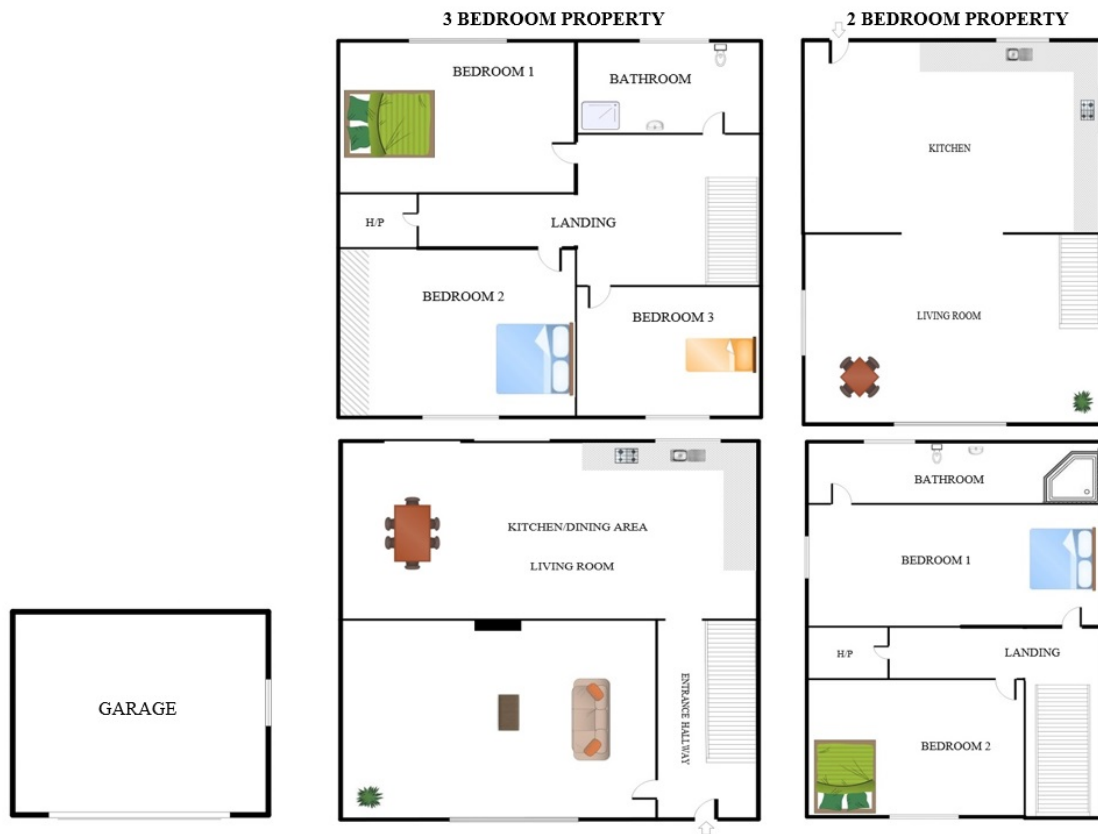 3 BEDROOM PROPERTY
BEDROOM 1
BATHROOM
H/P
LANDING
BEDROOM 2
BEDROOM 3
KITCHEN/DINING AREA
LIVING ROOM
ENTRANCE HALLWAY
GARAGE
2 BEDROOM PROPERTY
KITCHEN
LIVING ROOM
BATHROOM
BEDROOM 1
H/P
LANDING
BEDROOM 2